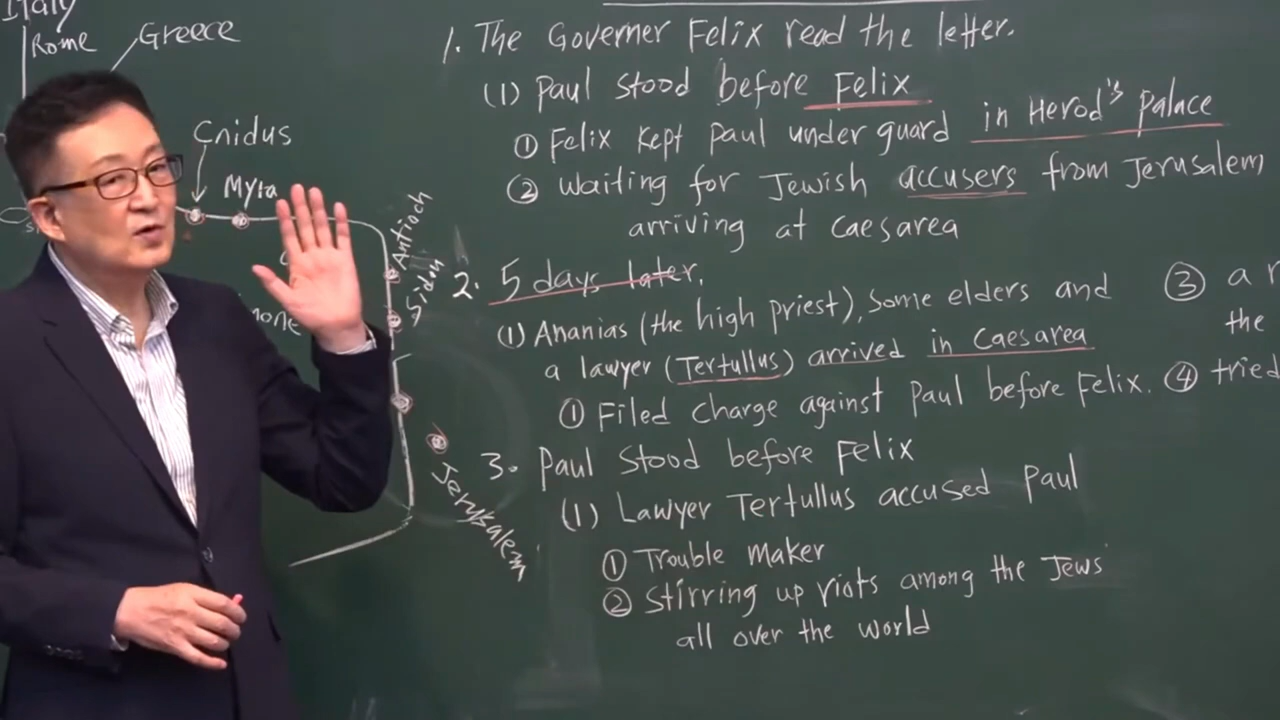 Italy
Rome
Greece
Cnidus
Myra
Antioch
Sidon
Jerusalem
1. The Governer Felix read the letter.
(1) Paul stood before Felix
① Felix kept Paul under guard in Herod's palace
② Waiting for Jewish accusers from Jerusalem
arriving at Caesarea
2. 5 days later,
(1) Ananias (the high priest), some elders and
a lawyer (Tertullus) arrived in Caesarea
① Filed charge against Paul before Felix.
3. Paul stood before Felix
(1) Lawyer Tertullus accused Paul
① Trouble maker
② Stirring up riots among the Jews
all over the world
③ a
the
④ tried